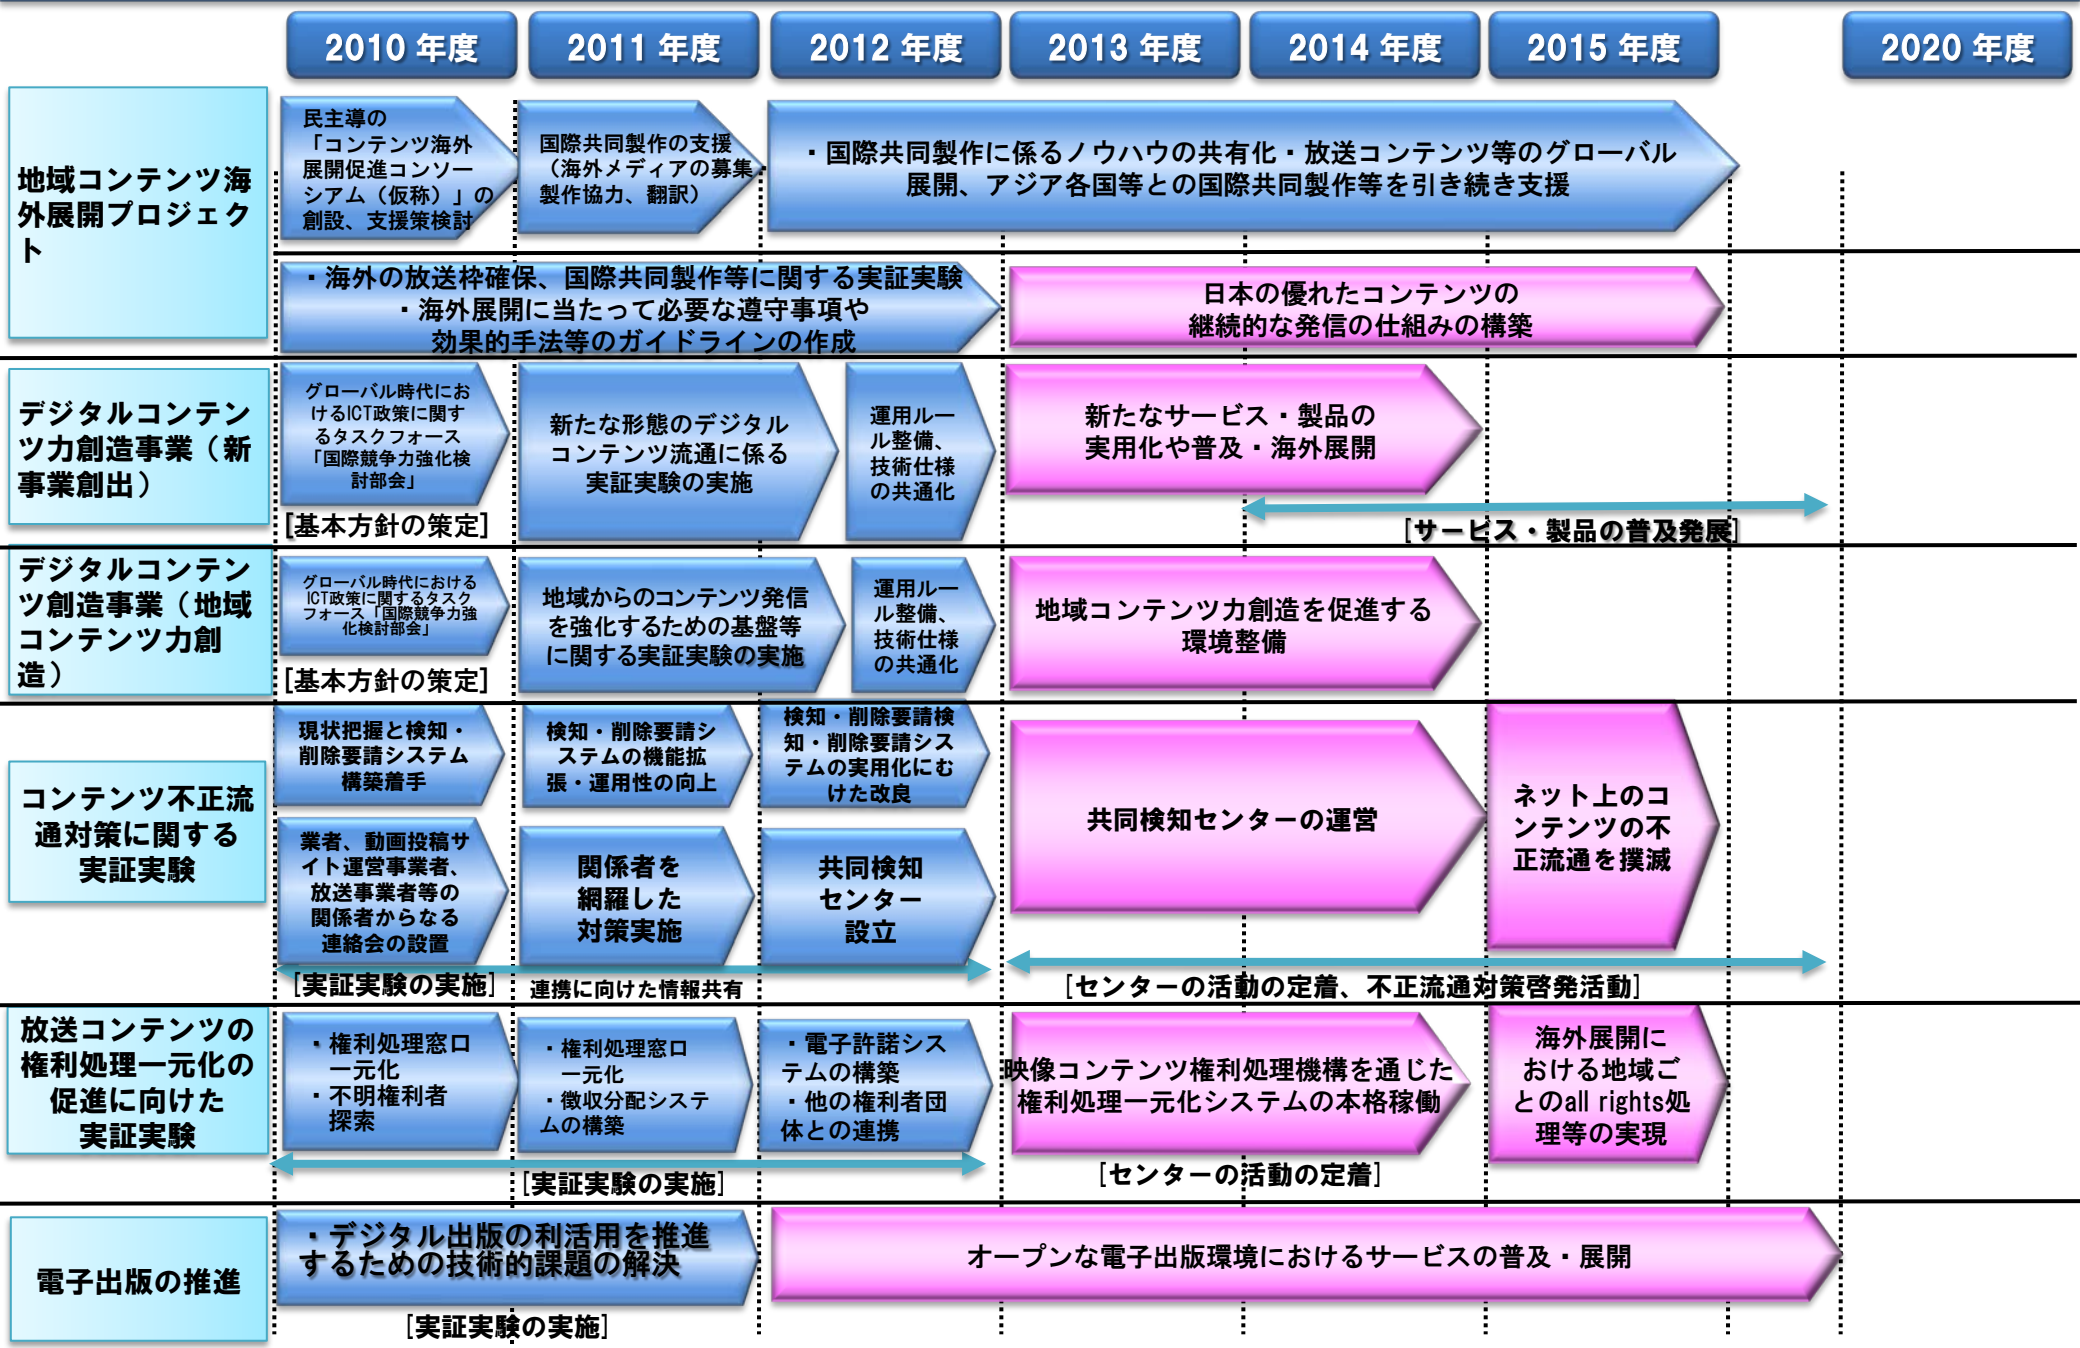 2010 年度
2011 年度
2012 年度
2013 年度
2014 年度
2015 年度
2020 年度
地域コンテンツ海
外展開プロジェク
ト
民主導の
「コンテンツ海外
展開促進コンソー
シアム（仮称）」の
創設、支援策検討
国際共同製作の支援
（海外メディアの募集
製作協力、翻訳）
・国際共同製作に係るノウハウの共有化・放送コンテンツ等のグローバル
展開、アジア各国等との国際共同製作等を引き続き支援
・海外の放送枠確保、国際共同製作等に関する実証実験
・海外展開に当たって必要な遵守事項や
効果的手法等のガイドラインの作成
日本の優れたコンテンツの
継続的な発信の仕組みの構築
デジタルコンテン
ツ力創造事業（新
事業創出）
グローバル時代にお
けるICT政策に関す
るタスクフォース
「国際競争力強化検
討部会」
[基本方針の策定]
新たな形態のデジタル
コンテンツ流通に係る
実証実験の実施
運用ルー
ル整備、
技術仕様
の共通化
新たなサービス・製品の
実用化や普及・海外展開
[サービス・製品の普及発展]
デジタルコンテン
ツ創造事業（地域
コンテンツ力創
造）
グローバル時代における
ICT政策に関するタスク
フォース「国際競争力強
化検討部会」
[基本方針の策定]
地域からのコンテンツ発信
を強化するための基盤等
に関する実証実験の実施
運用ルー
ル整備、
技術仕様
の共通化
地域コンテンツ力創造を促進する
環境整備
コンテンツ不正流
通対策に関する
実証実験
現状把握と検知・
削除要請システム
構築着手
検知・削除要請シ
ステムの機能拡
張・運用性の向上
検知・削除要請検
知・削除要請シス
テムの実用化にむ
けた改良
業者、動画投稿サ
イト運営事業者、
放送事業者等の
関係者からなる
連絡会の設置
関係者を
網羅した
対策実施
共同検知
センター
設立
共同検知センターの運営
ネット上のコ
ンテンツの不
正流通を撲滅
[実証実験の実施]
連携に向けた情報共有
[センターの活動の定着、不正流通対策啓発活動]
放送コンテンツの
権利処理一元化の
促進に向けた
実証実験
・権利処理窓口
一元化
・不明権利者
探索
・権利処理窓口
一元化
・徴収分配システ
ムの構築
・電子許諾シス
テムの構築
・他の権利者団
体との連携
映像コンテンツ権利処理機構を通じた
権利処理一元化システムの本格稼働
海外展開に
おける地域ご
とのall rights処
理等の実現
[実証実験の実施]
[センターの活動の定着]
電子出版の推進
・デジタル出版の利活用を推進
するための技術的課題の解決
[実証実験の実施]
オープンな電子出版環境におけるサービスの普及・展開